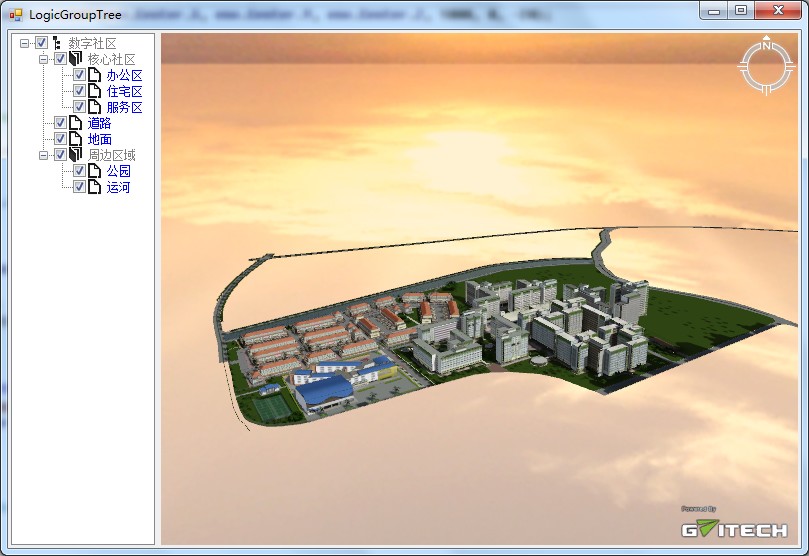 LogicGroupTree
数字社区
核心社区
办公区
住宅区
服务区
道路
地面
周边区域
公园
运河
N
Powered By
GVITECH